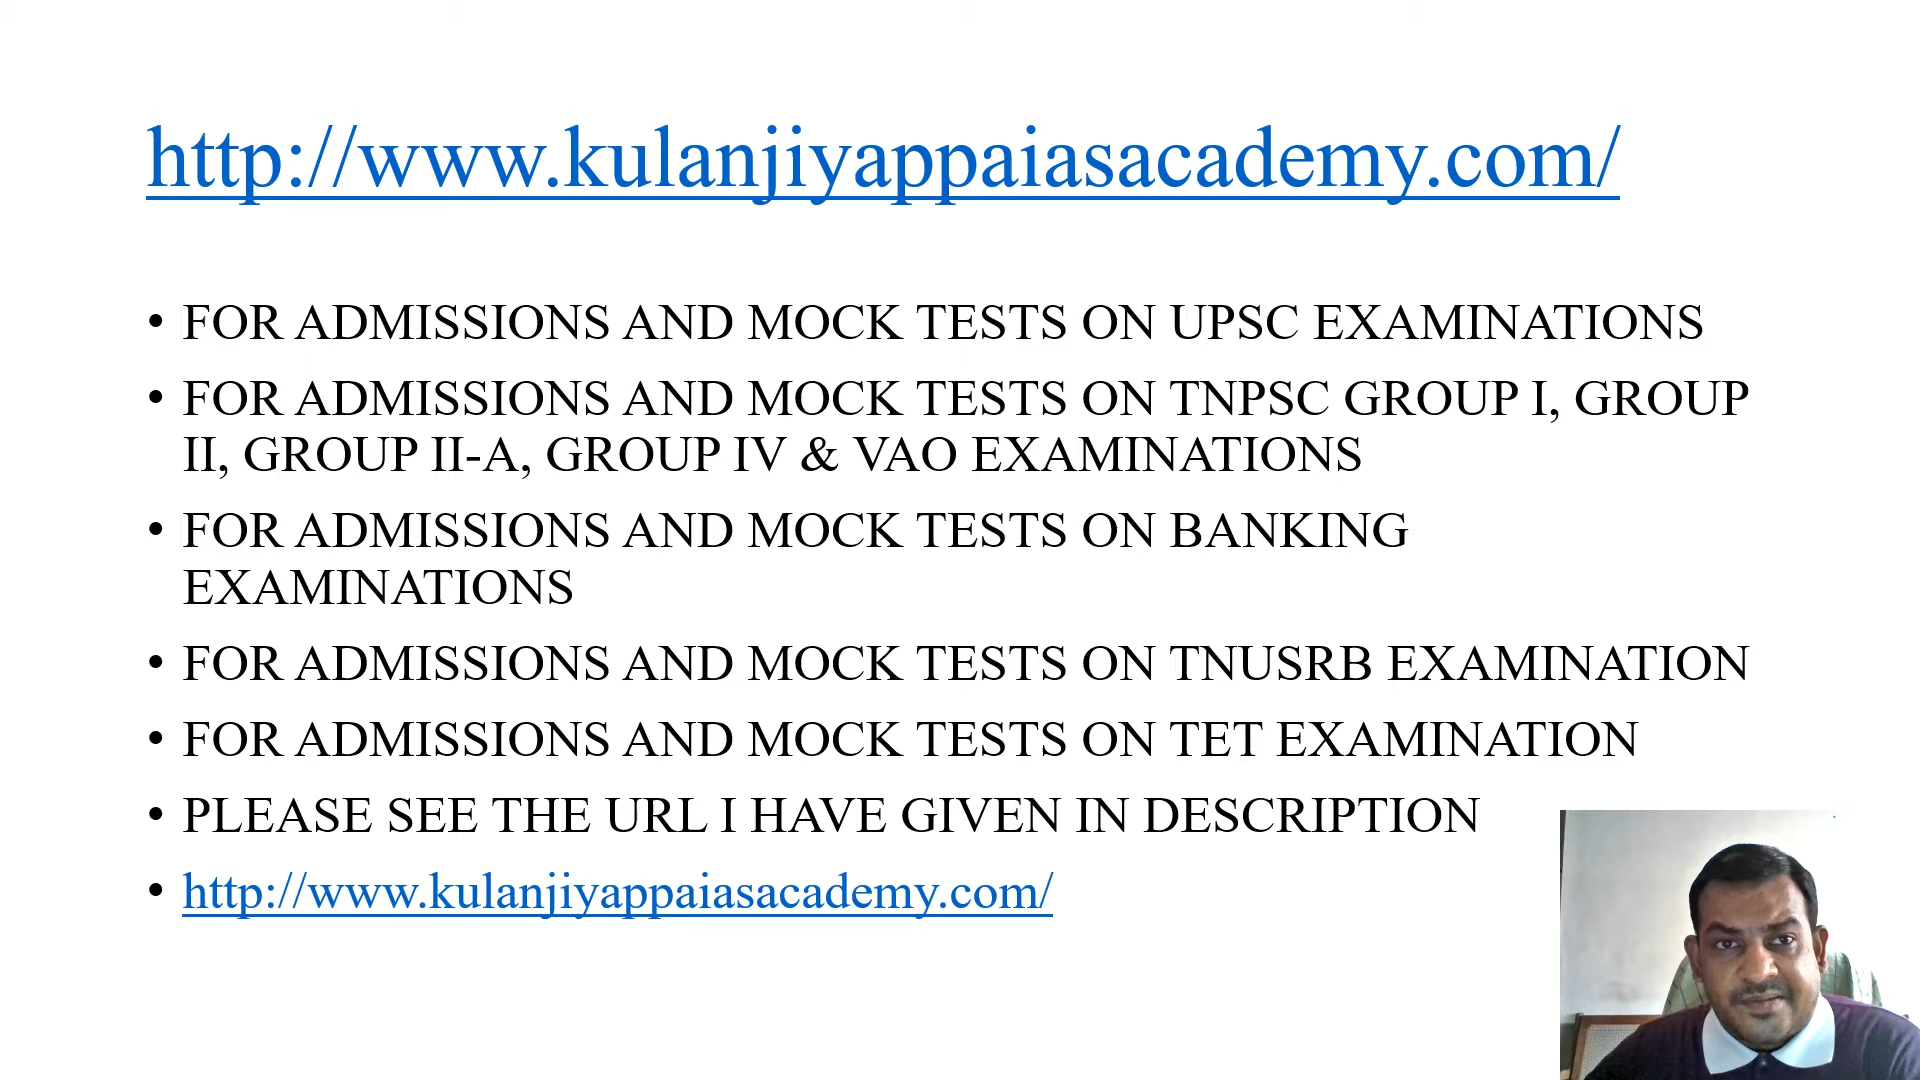 http://www.kulanjiyappaiasacademy.com/
• FOR ADMISSIONS AND MOCK TESTS ON UPSC EXAMINATIONS
• FOR ADMISSIONS AND MOCK TESTS ON TNPSC GROUP I, GROUP
II, GROUP II-A, GROUP IV & VAO EXAMINATIONS
• FOR ADMISSIONS AND MOCK TESTS ON BANKING
EXAMINATIONS
• FOR ADMISSIONS AND MOCK TESTS ON TNUSRB EXAMINATION
• FOR ADMISSIONS AND MOCK TESTS ON TET EXAMINATION
• PLEASE SEE THE URL I HAVE GIVEN IN DESCRIPTION
• http://www.kulanjiyappaiasacademy.com/